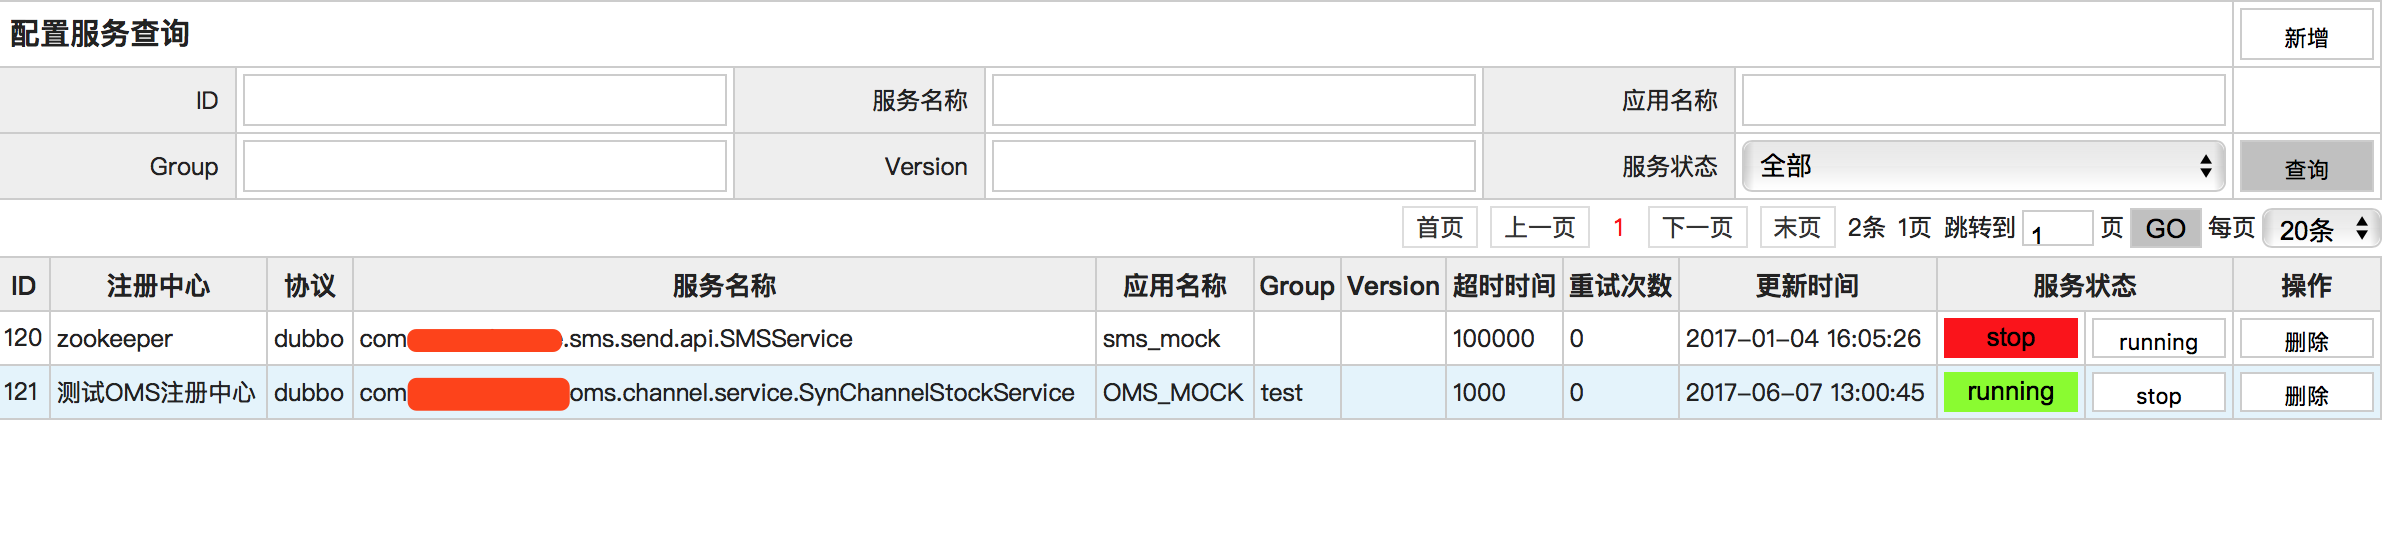 配置服务查询 新增
ID 服务名称 应用名称
Group Version 服务状态 全部 查询
首页 上一页 1 下一页 末页 2条 1页 跳转到 1 页 GO 每页 20条
ID 注册中心 协议 服务名称 应用名称 Group Version 超时时间 重试次数 更新时间 服务状态 操作
120 zookeeper dubbo com .sms.send.api.SMSService sms_mock 100000 0 2017-01-04 16:05:26 stop running 删除
121 测试OMS注册中心 dubbo com oms.channel.service.SynChannelStockService OMS_MOCK test 1000 0 2017-06-07 13:00:45 running stop 删除